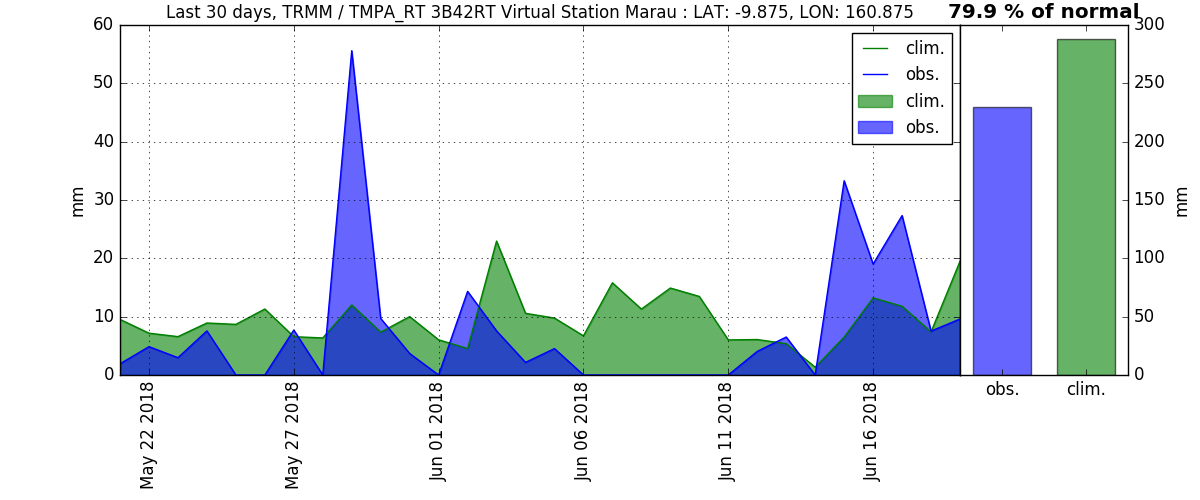 Last 30 days, TRMM / TMPA_RT 3B42RT Virtual Station Marau : LAT: -9.875, LON: 160.875
79.9 % of normal
60
50
40
30
20
10
0
mm
clim.
obs.
clim.
obs.
300
250
200
150
100
50
0
mm
May 22 2018
May 27 2018
Jun 01 2018
Jun 06 2018
Jun 11 2018
Jun 16 2018
obs.
clim.